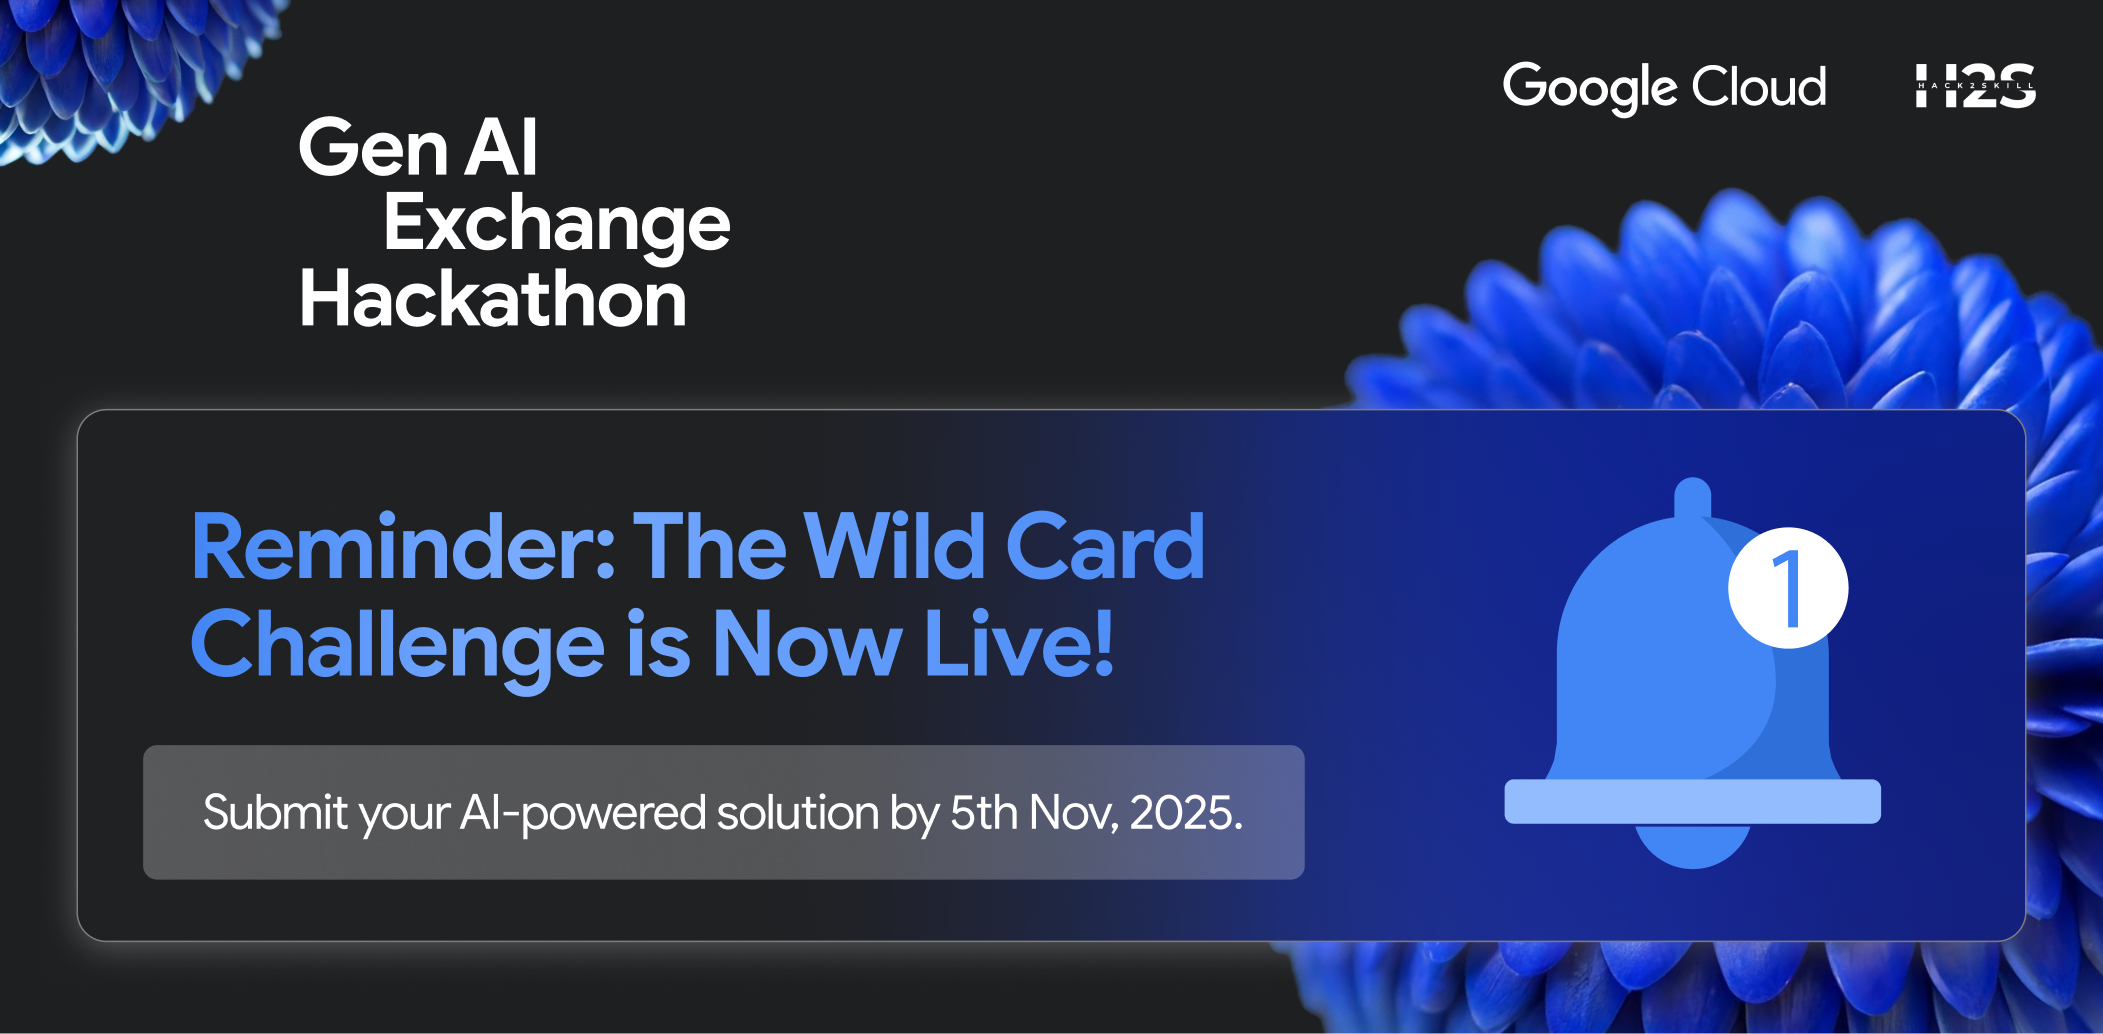 Google Cloud
H2S
HACK2SKILL
Gen AI
Exchange
Hackathon
Reminder: The Wild Card
Challenge is Now Live!
1
Submit your AI-powered solution by 5th Nov, 2025.